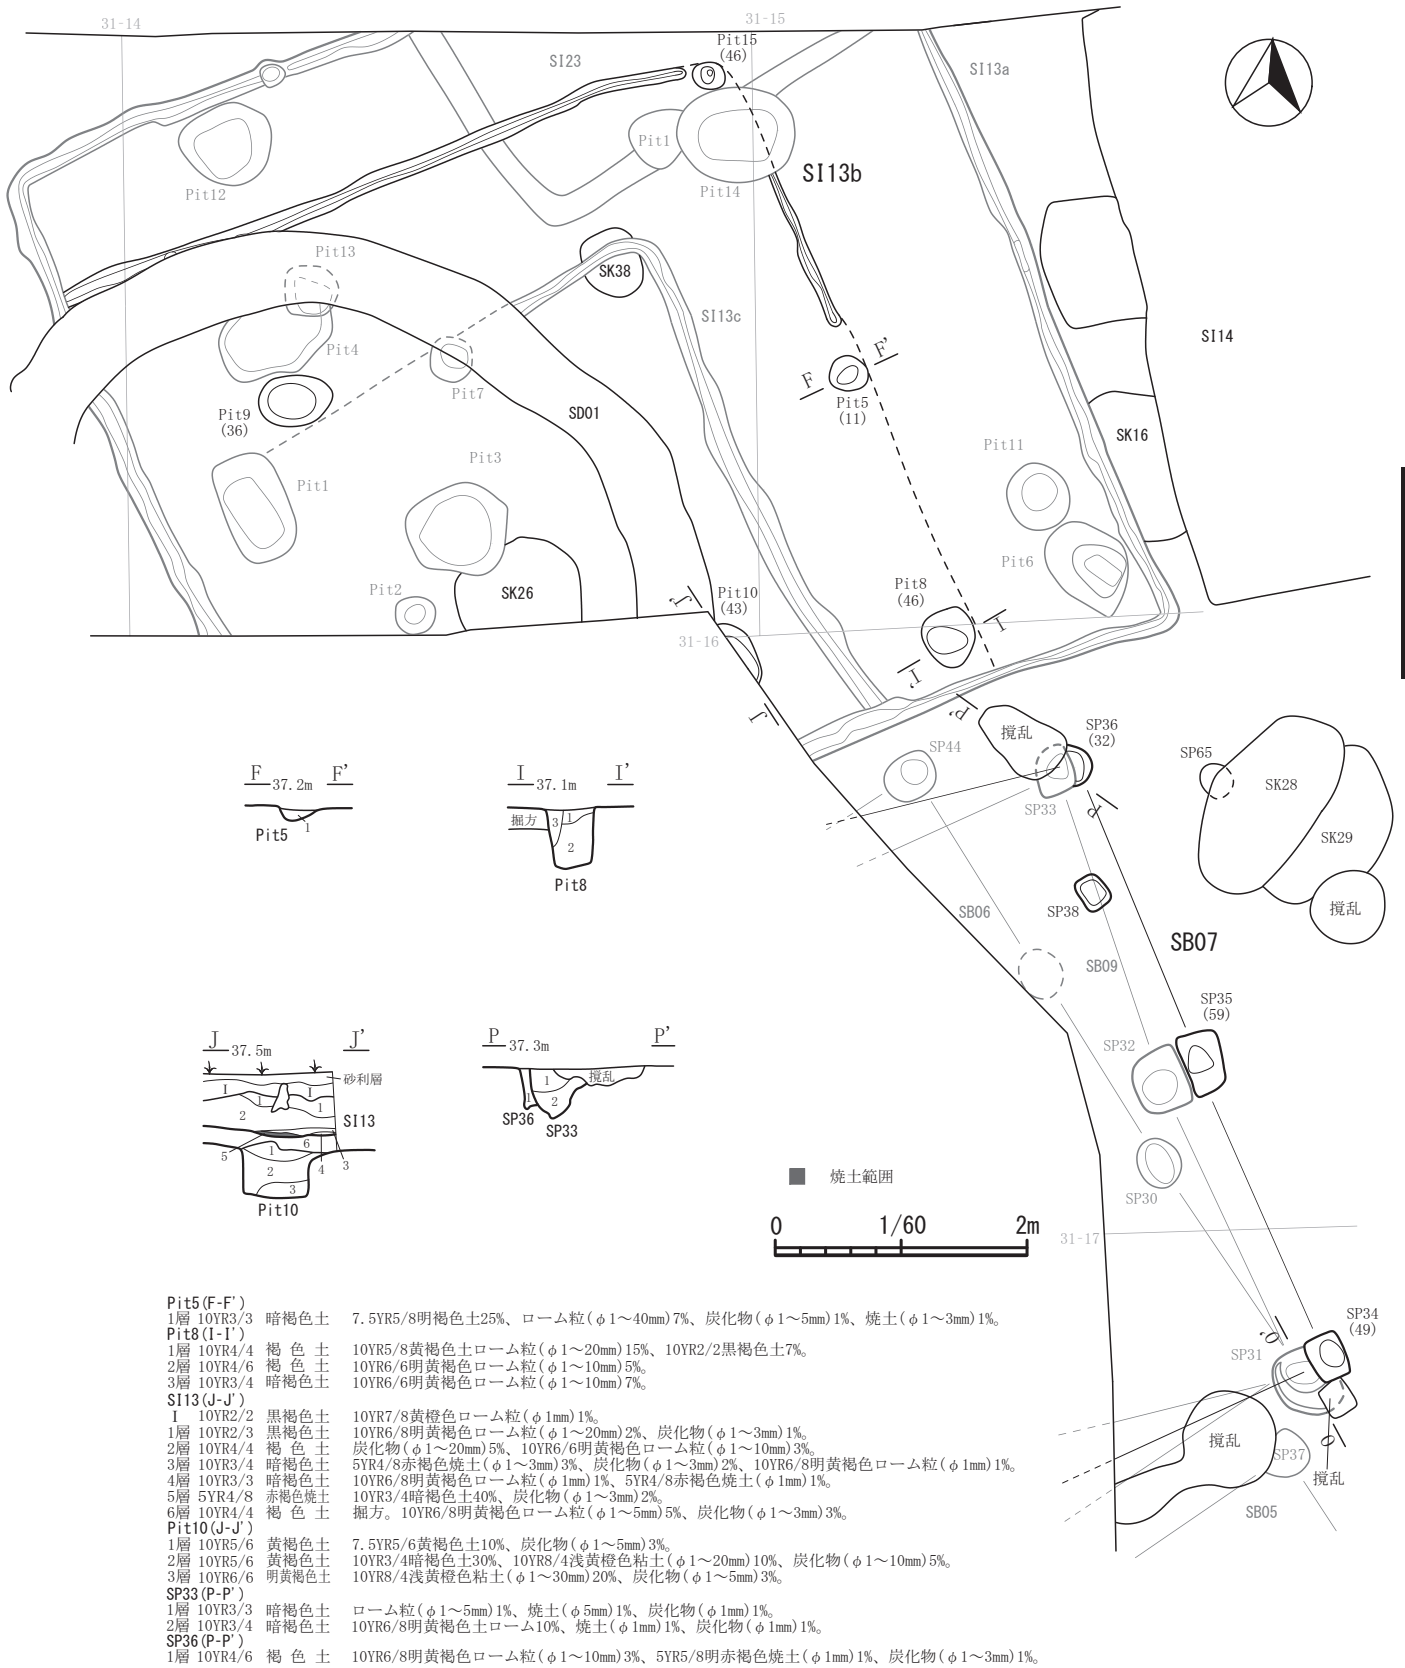 31-14
31-15
Pit15
(46)
SI23
SI13a
Pit1
SI13b
Pit12
Pit14
Pit13
SK38
SI13c
SI14
Pit4
Pit7
F
F'
Pit9
(36)
SD01
Pit5
(11)
SK16
Pit3
Pit11
Pit1
Pit2
SK26
J'
Pit10
(43)
Pit8
(46)
Pit6
I
31-16
I'
J
P'
SP36
(32)
撹乱
SP44
SP65
SK28
SP33
P
SK29
F 37.2m F'
1
Pit5
I 37.1m I'
掘方
3
1
2
Pit8
SP38
SB06
撹乱
SB07
SB09
SP35
(59)
SP32
J 37.5m J'
砂利層
I
I
1
1
2
SI13
6
1
5
4
3
2
3
Pit10
P 37.3m P'
1
撹乱
1
2
SP36
SP33
焼土範囲
SP30
0 1/60 2m
31-17
SP34
(49)
O'
SP31
撹乱
O
SP37
撹乱
SB05
Pit5(F-F')
1層 10YR3/3 暗褐色土 7.5YR5/8明褐色土25%、ローム粒(φ1～40mm)7%、炭化物(φ1～5mm)1%、焼土(φ1～3mm)1%。
Pit8(I-I')
1層 10YR4/4 褐 色 土 10YR5/8黄褐色土ローム粒(φ1～20mm)15%、10YR2/2黒褐色土7%。
2層 10YR4/6 褐 色 土 10YR6/6明黄褐色ローム粒(φ1～10mm)5%。
3層 10YR3/4 暗褐色土 10YR6/6明黄褐色ローム粒(φ1～10mm)7%。
SI13(J-J')
I 10YR2/2 黒褐色土 10YR7/8黄橙色ローム粒(φ1mm)1%。
1層 10YR2/3 黒褐色土 10YR6/8明黄褐色ローム粒(φ1～20mm)2%、炭化物(φ1～3mm)1%。
2層 10YR4/4 褐 色 土 炭化物(φ1～20mm)5%、10YR6/6明黄褐色ローム粒(φ1～10mm)3%。
3層 10YR3/4 暗褐色土 5YR4/8赤褐色焼土(φ1～3mm)3%、炭化物(φ1～3mm)2%、10YR6/8明黄褐色ローム粒(φ1mm)1%。
4層 10YR3/3 暗褐色土 10YR6/8明黄褐色ローム粒(φ1mm)1%、5YR4/8赤褐色焼土(φ1mm)1%。
5層 5YR4/8 赤褐色焼土 10YR3/4暗褐色土40%、炭化物(φ1～3mm)2%。
6層 10YR4/4 褐 色 土 掘方。10YR6/8明黄褐色ローム粒(φ1～5mm)5%、炭化物(φ1～3mm)3%。
Pit10(J-J')
1層 10YR5/6 黄褐色土 7.5YR5/6黄褐色土10%、炭化物(φ1～5mm)3%。
2層 10YR5/6 黄褐色土 10YR3/4暗褐色土30%、10YR8/4浅黄橙色粘土(φ1～20mm)10%、炭化物(φ1～10mm)5%。
3層 10YR6/6 明黄褐色土 10YR8/4浅黄橙色粘土(φ1～30mm)20%、炭化物(φ1～5mm)3%。
SP33(P-P')
1層 10YR3/3 暗褐色土 ローム粒(φ1～5mm)1%、焼土(φ5mm)1%、炭化物(φ1mm)1%。
2層 10YR3/4 暗褐色土 10YR6/8明黄褐色土ローム10%、焼土(φ1mm)1%、炭化物(φ1mm)1%。
SP36(P-P')
1層 10YR4/6 褐 色 土 10YR6/8明黄褐色ローム粒(φ1～10mm)3%、5YR5/8明赤褐色焼土(φ1mm)1%、炭化物(φ1～3mm)1%。